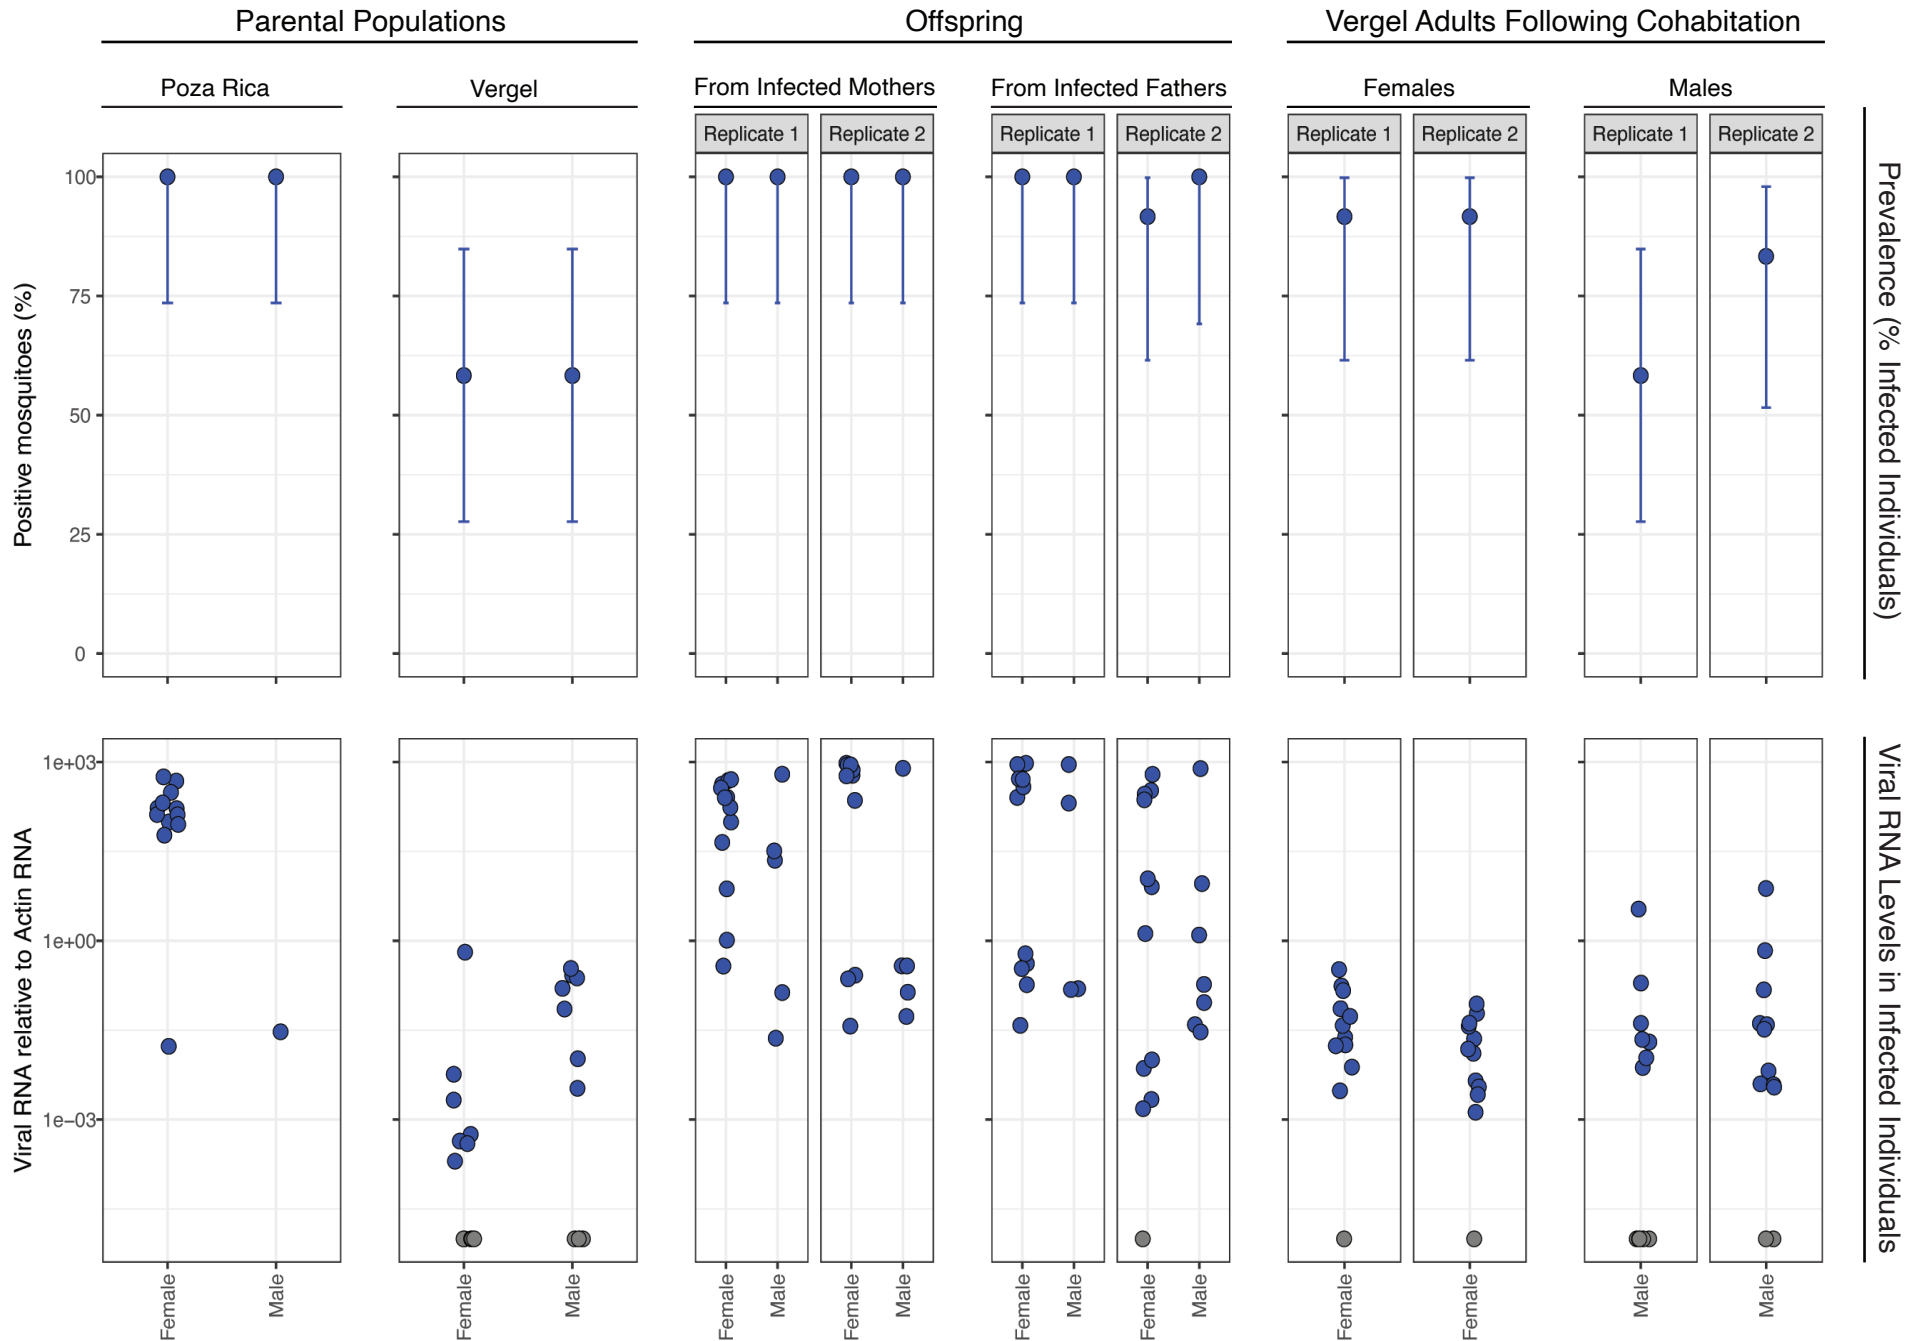 Parental Populations
Offspring
Vergel Adults Following Cohabitation
Poza Rica
Vergel
From Infected Mothers
From Infected Fathers
Females
Males
Replicate 1
Replicate 2
Replicate 1
Replicate 2
Replicate 1
Replicate 2
Replicate 1
Replicate 2
Positive mosquitoes (%)
100
75
50
25
0
Prevalence (% Infected Individuals)
Viral RNA relative to Actin RNA
1e+03
1e+00
1e−03
Viral RNA Levels in Infected Individuals
Female
Male
Female
Male
Female
Male
Female
Male
Female
Male
Female
Male
Female
Female
Male
Male